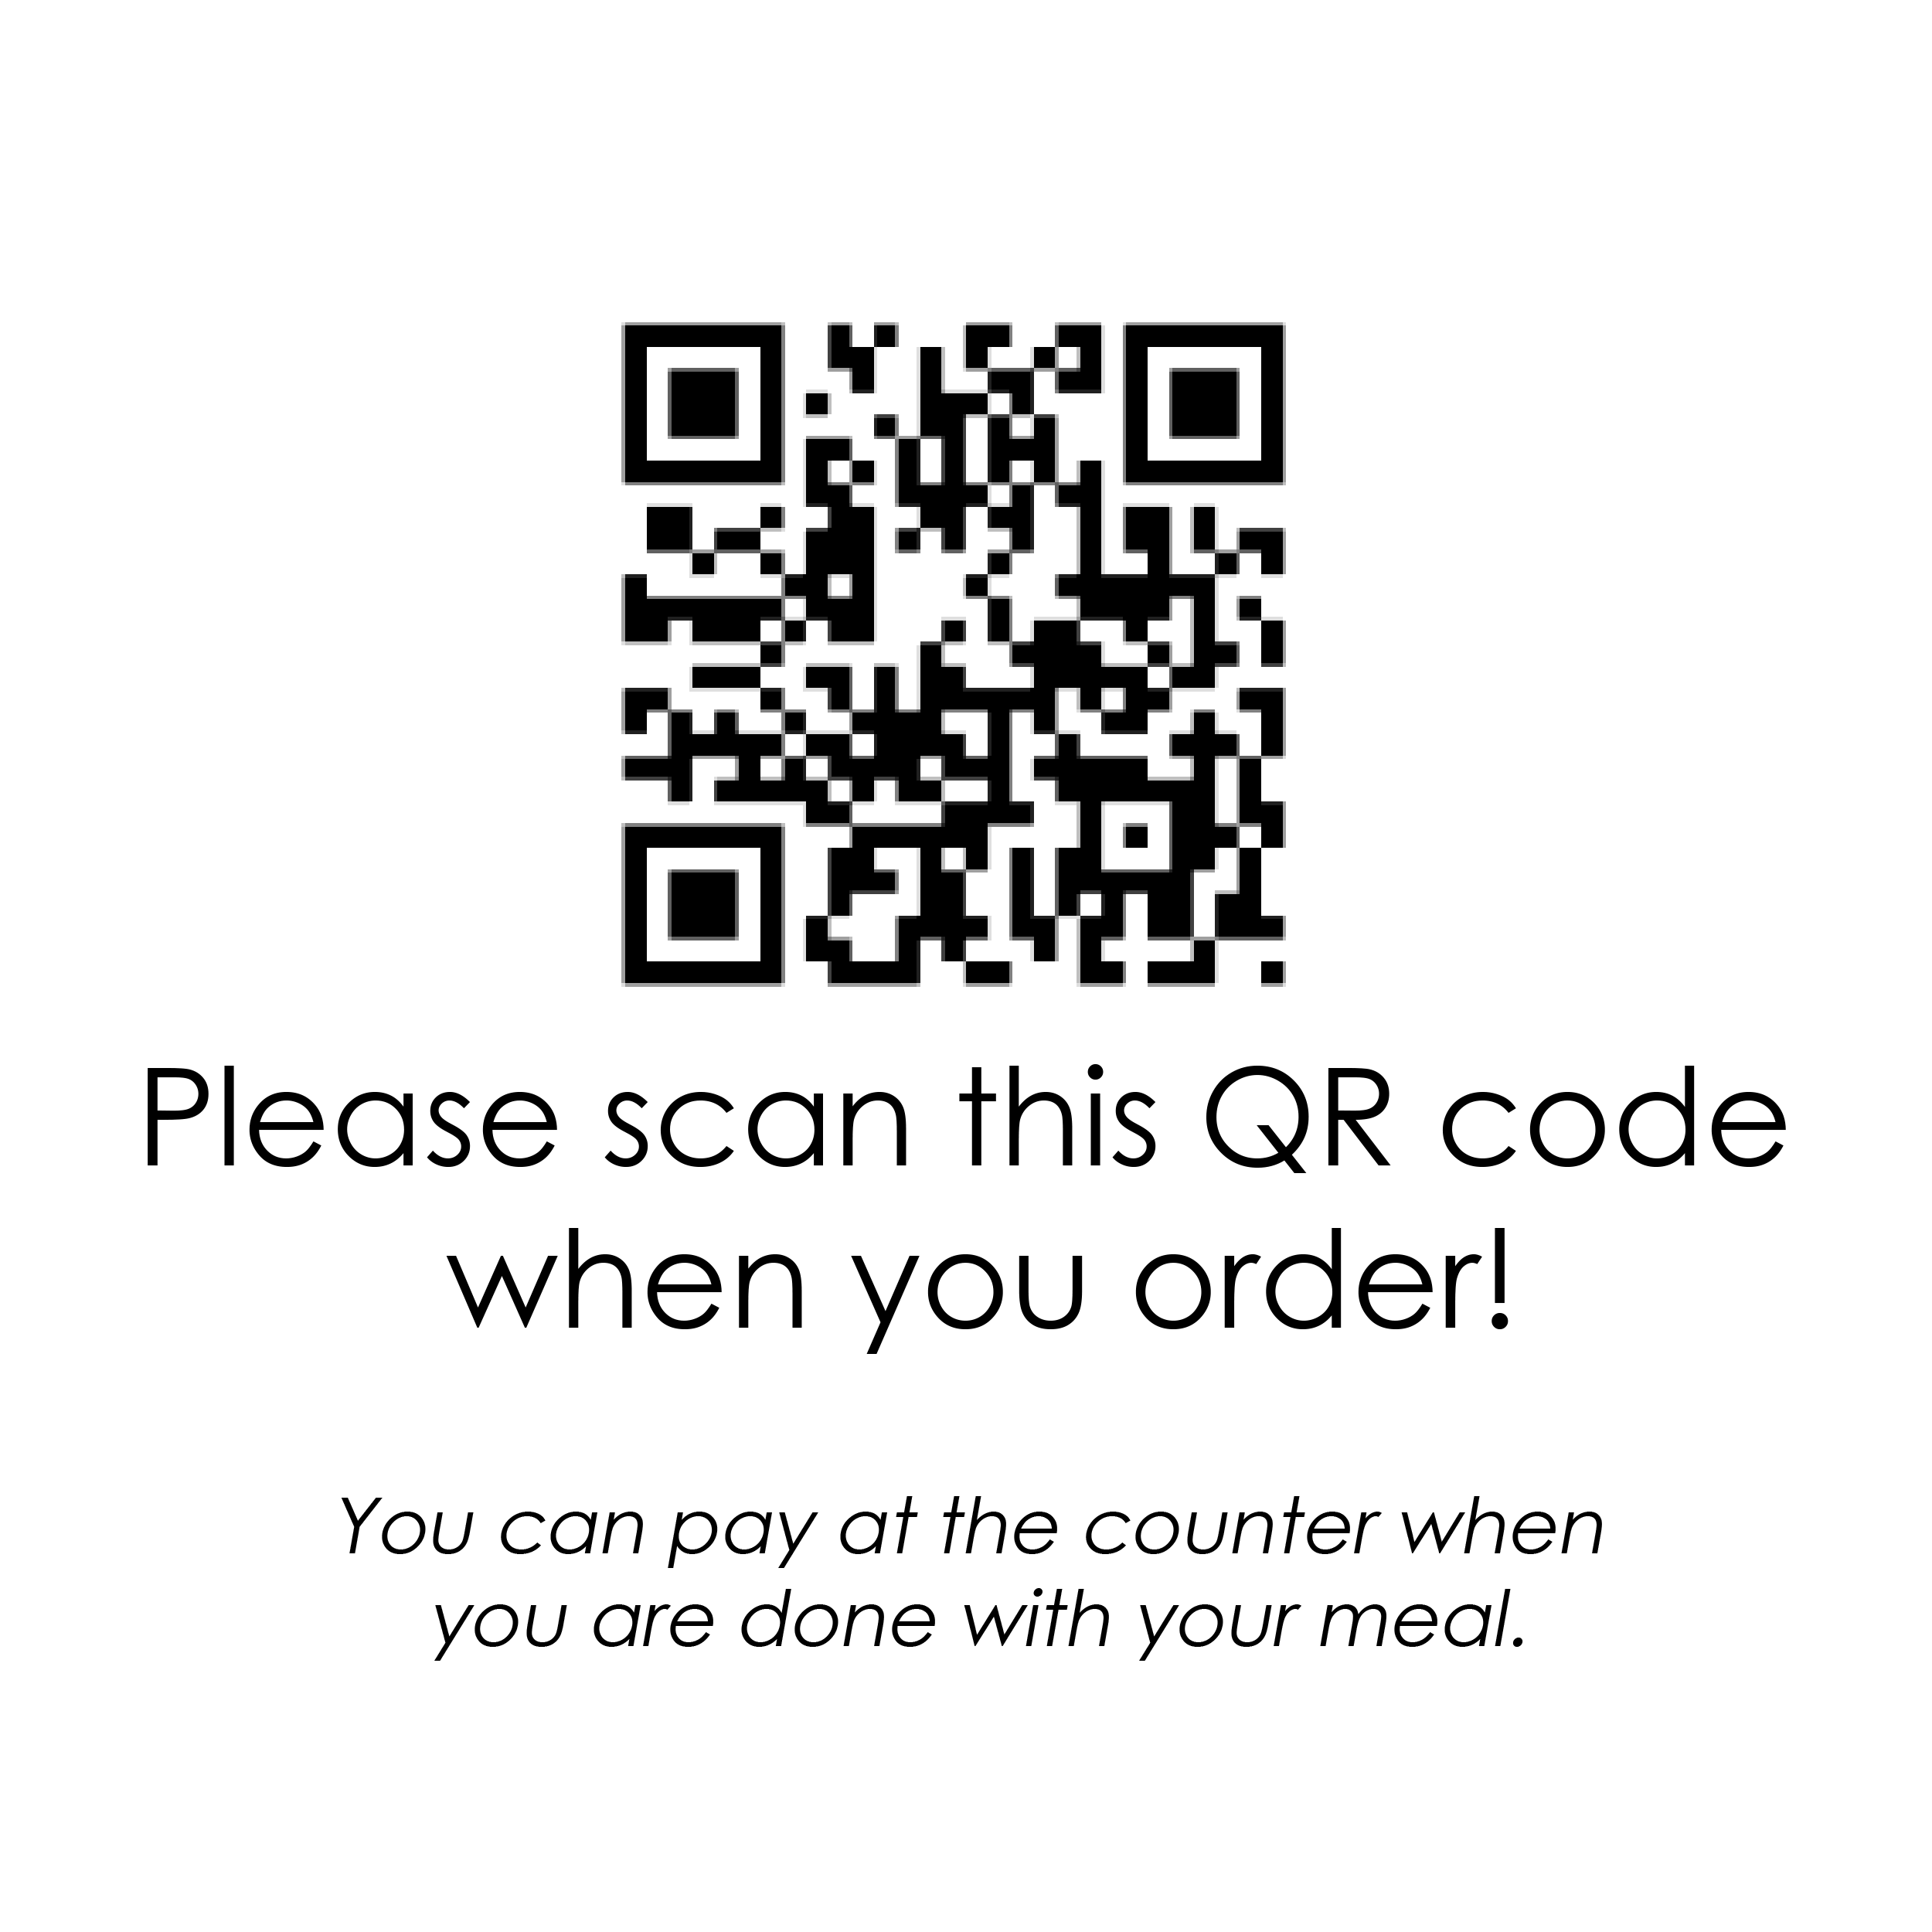 Please scan this QR code
when you order!
You can pay at the counter when
you are done with your meal.